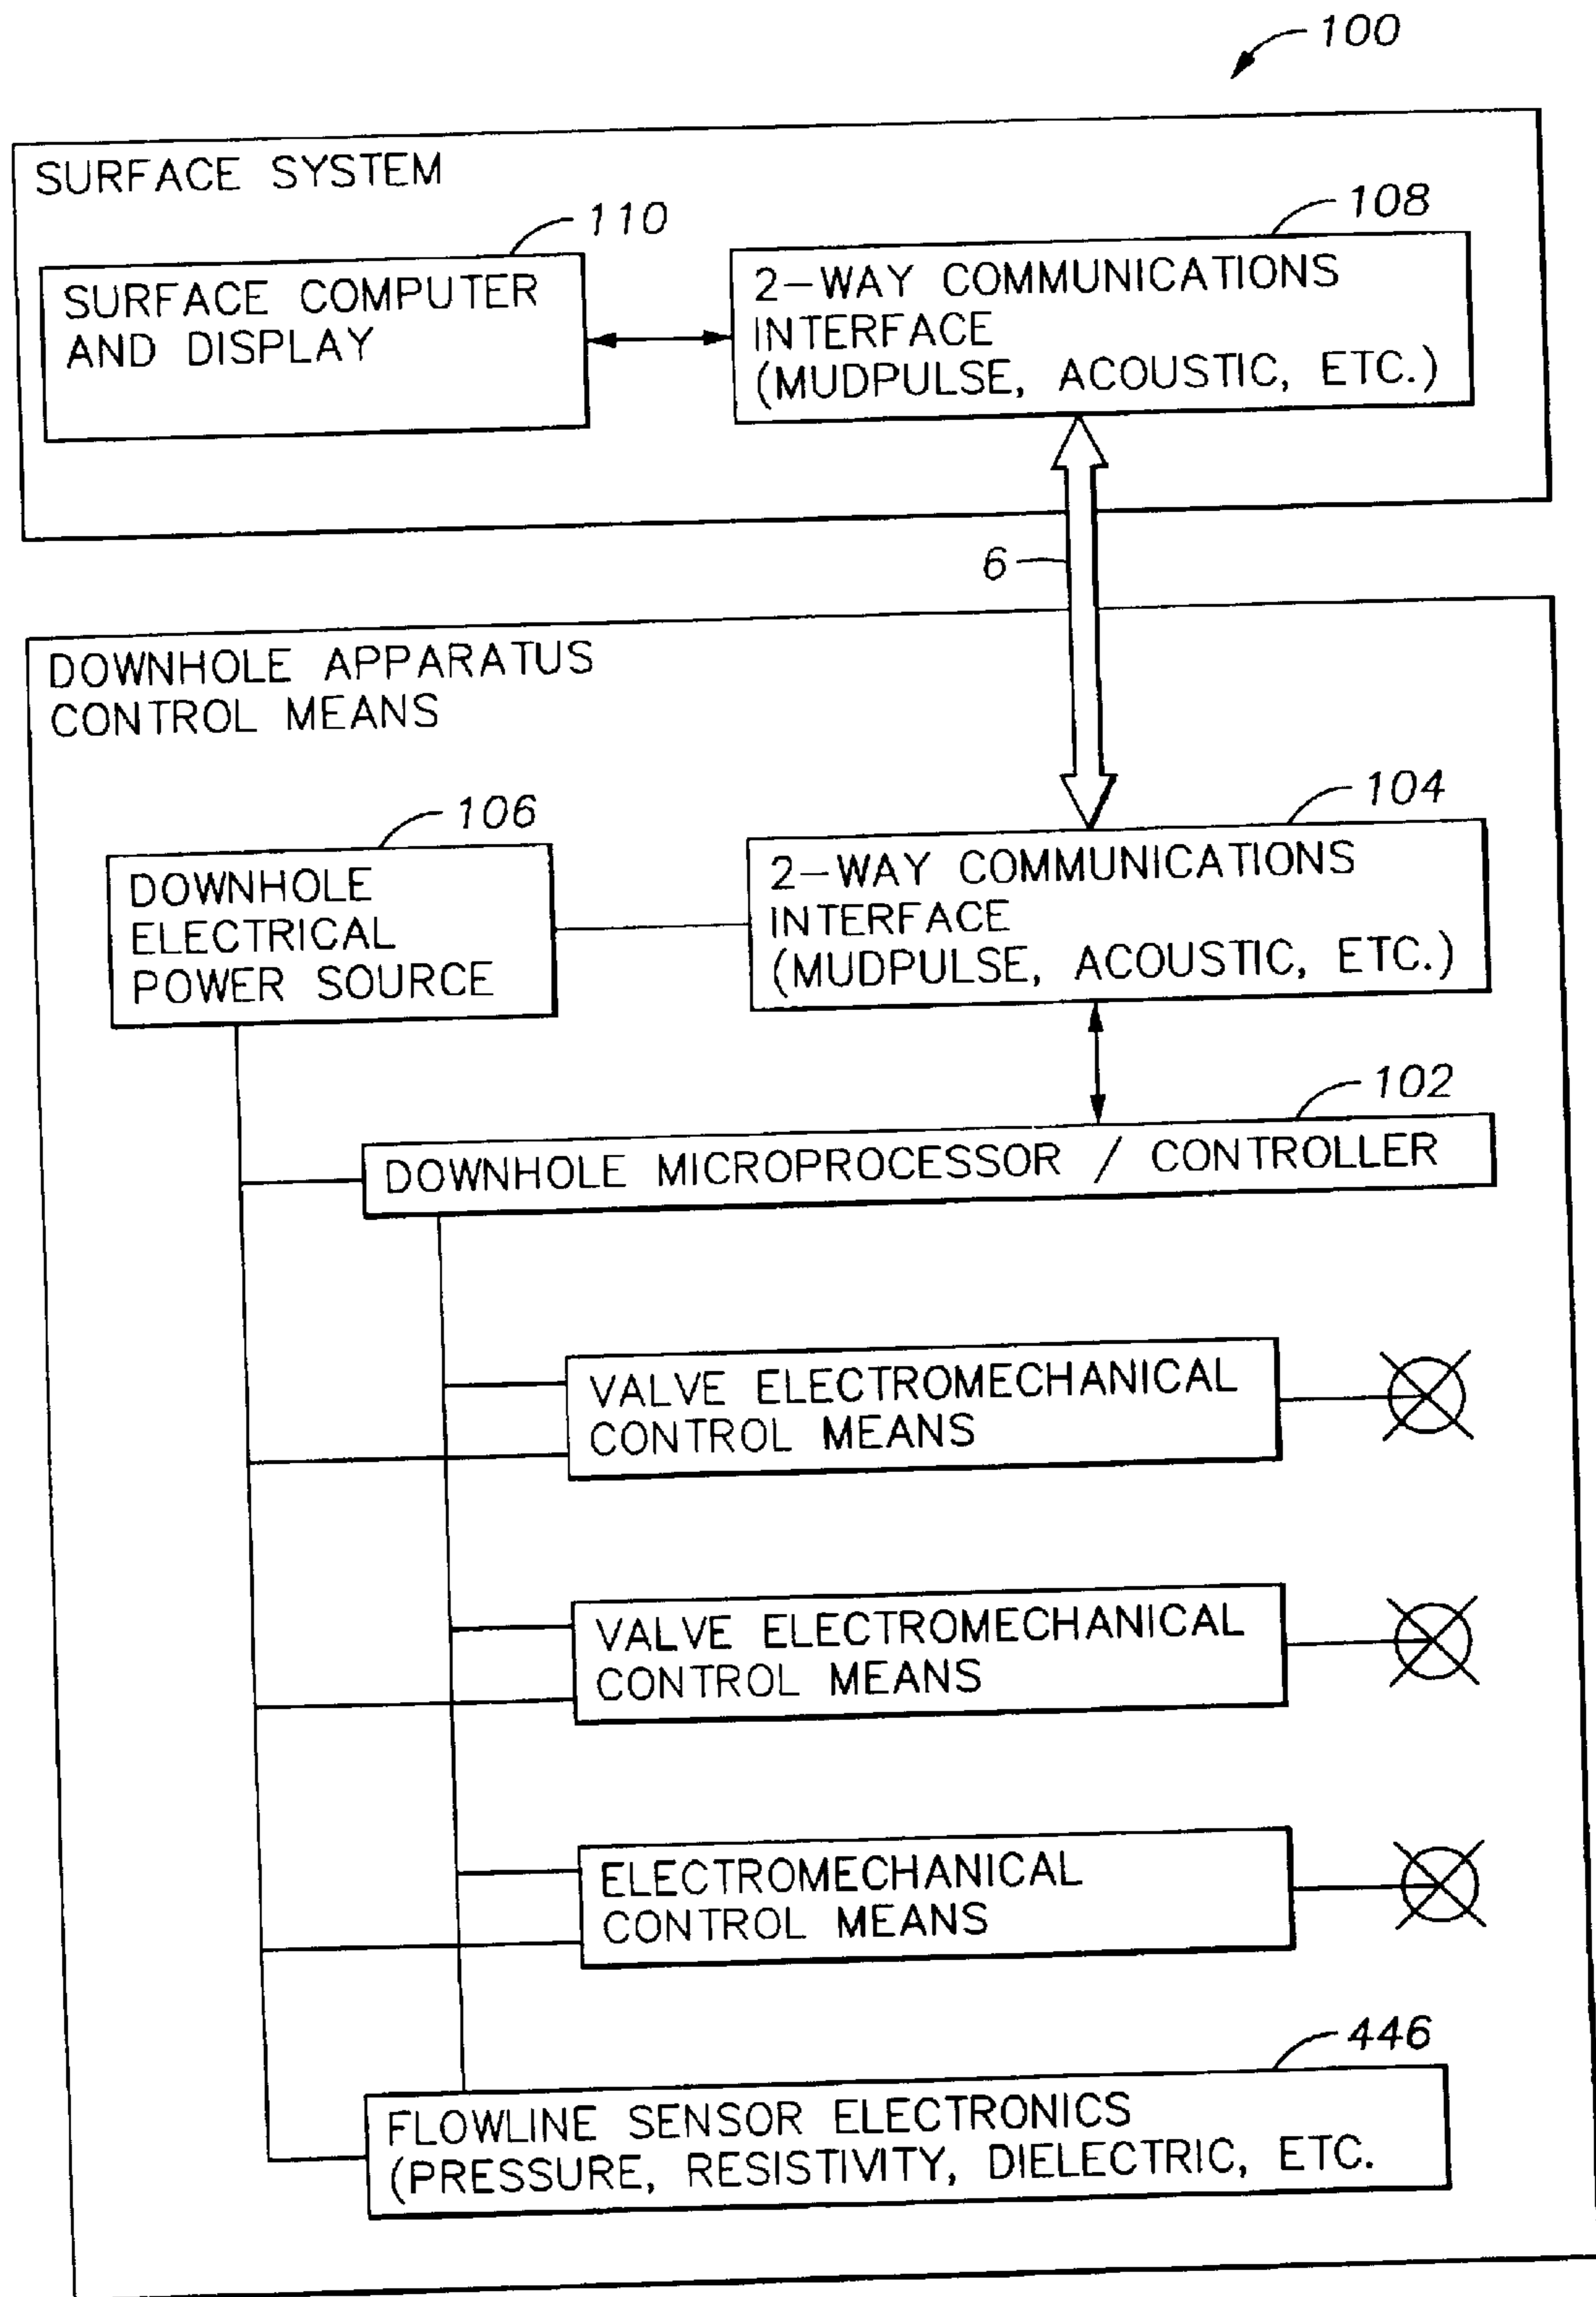 100
SURFACE SYSTEM
110
SURFACE COMPUTER
AND DISPLAY
108
2-WAY COMMUNICATIONS
INTERFACE
(MUDPULSE, ACOUSTIC, ETC.)
6
DOWNHOLE APPARATUS
CONTROL MEANS
106
DOWNHOLE
ELECTRICAL
POWER SOURCE
104
2-WAY COMMUNICATIONS
INTERFACE
(MUDPULSE, ACOUSTIC, ETC.)
102
DOWNHOLE MICROPROCESSOR / CONTROLLER
VALVE ELECTROMECHANICAL
CONTROL MEANS
VALVE ELECTROMECHANICAL
CONTROL MEANS
ELECTROMECHANICAL
CONTROL MEANS
446
FLOWLINE SENSOR ELECTRONICS
(PRESSURE, RESISTIVITY, DIELECTRIC, ETC.